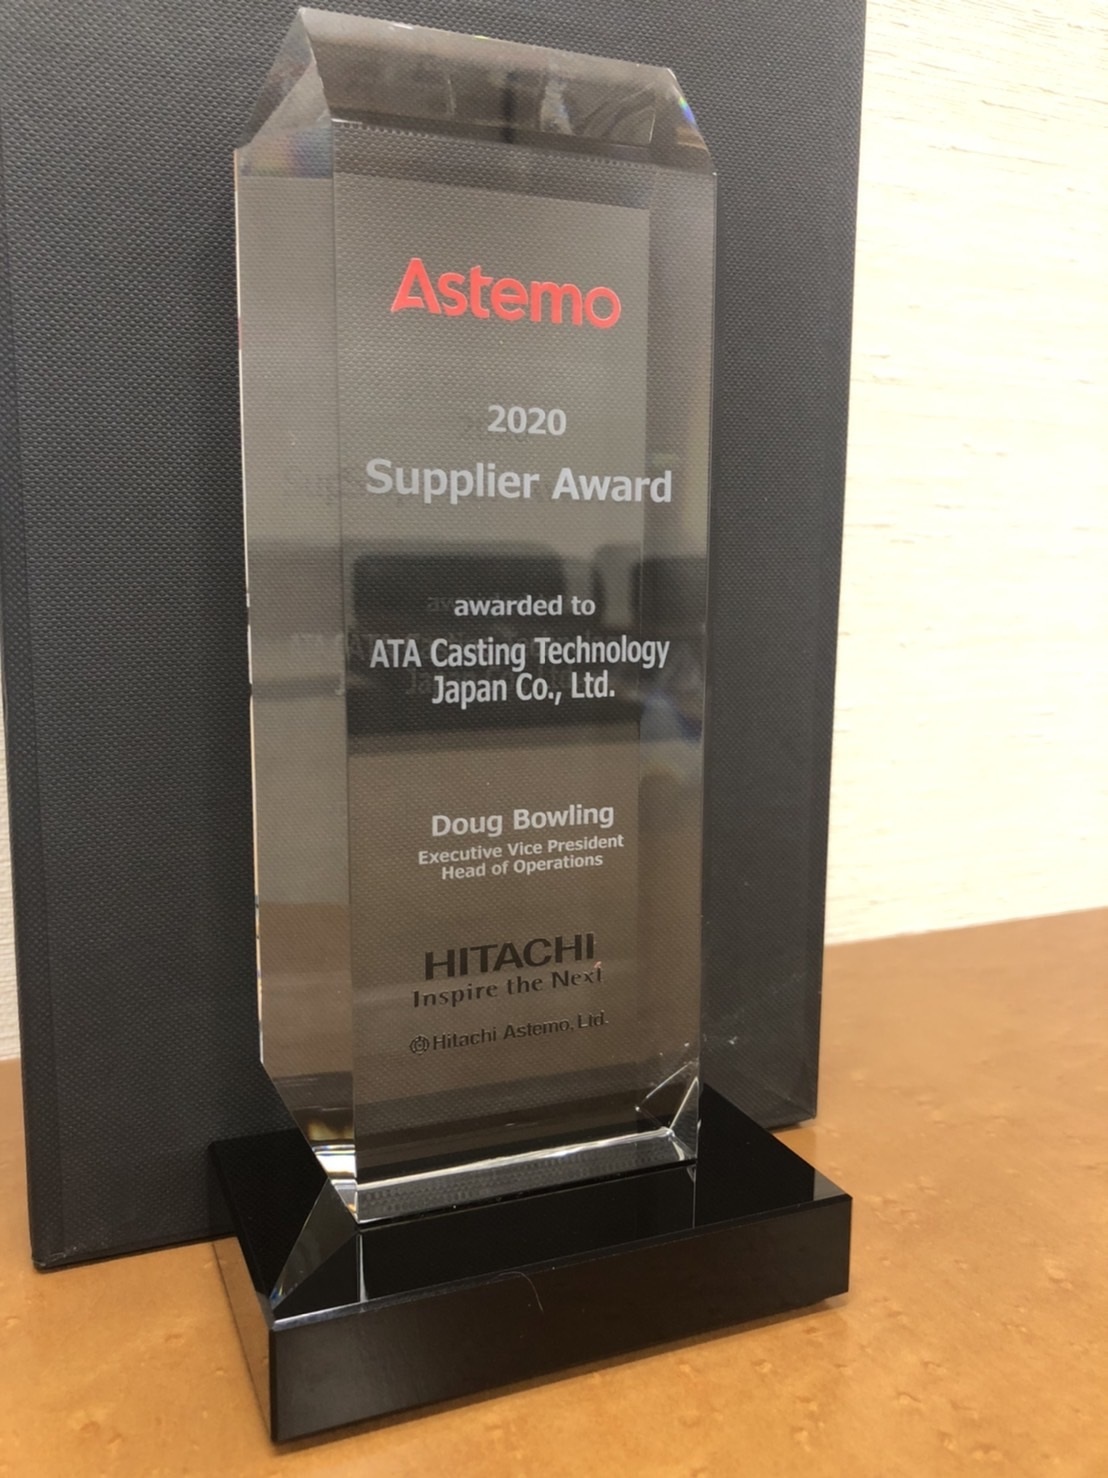 Astemo
2020
Supplier Award
awarded to
ATA Casting Technology
Japan Co., Ltd.
Doug Bowling
Executive Vice President
Head of Operations
HITACHI
Inspire the Next
Hitachi Astemo, Ltd.